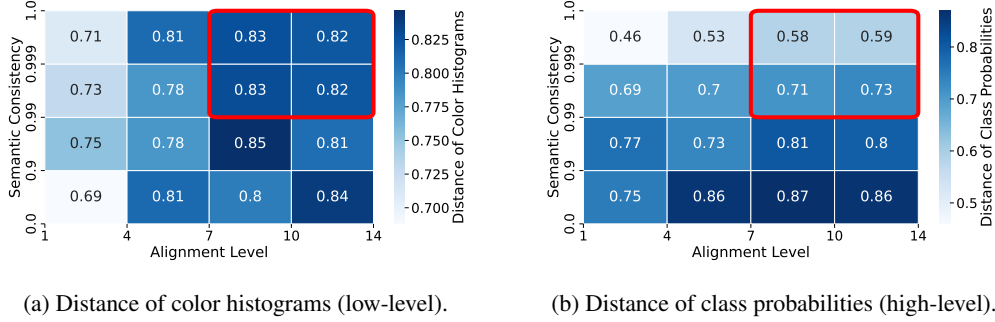 1.0
0.999
0.99
0.9
0.0
Semantic Consistency
0.71 0.81 0.83 0.82
0.73 0.78 0.83 0.82
0.75 0.78 0.85 0.81
0.69 0.81 0.8 0.84
1 4 7 10 14
Alignment Level
0.825
0.800
0.775
0.750
0.725
0.700
Distance of Color Histograms
(a) Distance of color histograms (low-level).
1.0
0.999
0.99
0.9
0.0
Semantic Consistency
0.46 0.53 0.58 0.59
0.69 0.7 0.71 0.73
0.77 0.73 0.81 0.8
0.75 0.86 0.87 0.86
1 4 7 10 14
Alignment Level
0.8
0.7
0.6
0.5
Distance of Class Probabilities
(b) Distance of class probabilities (high-level).